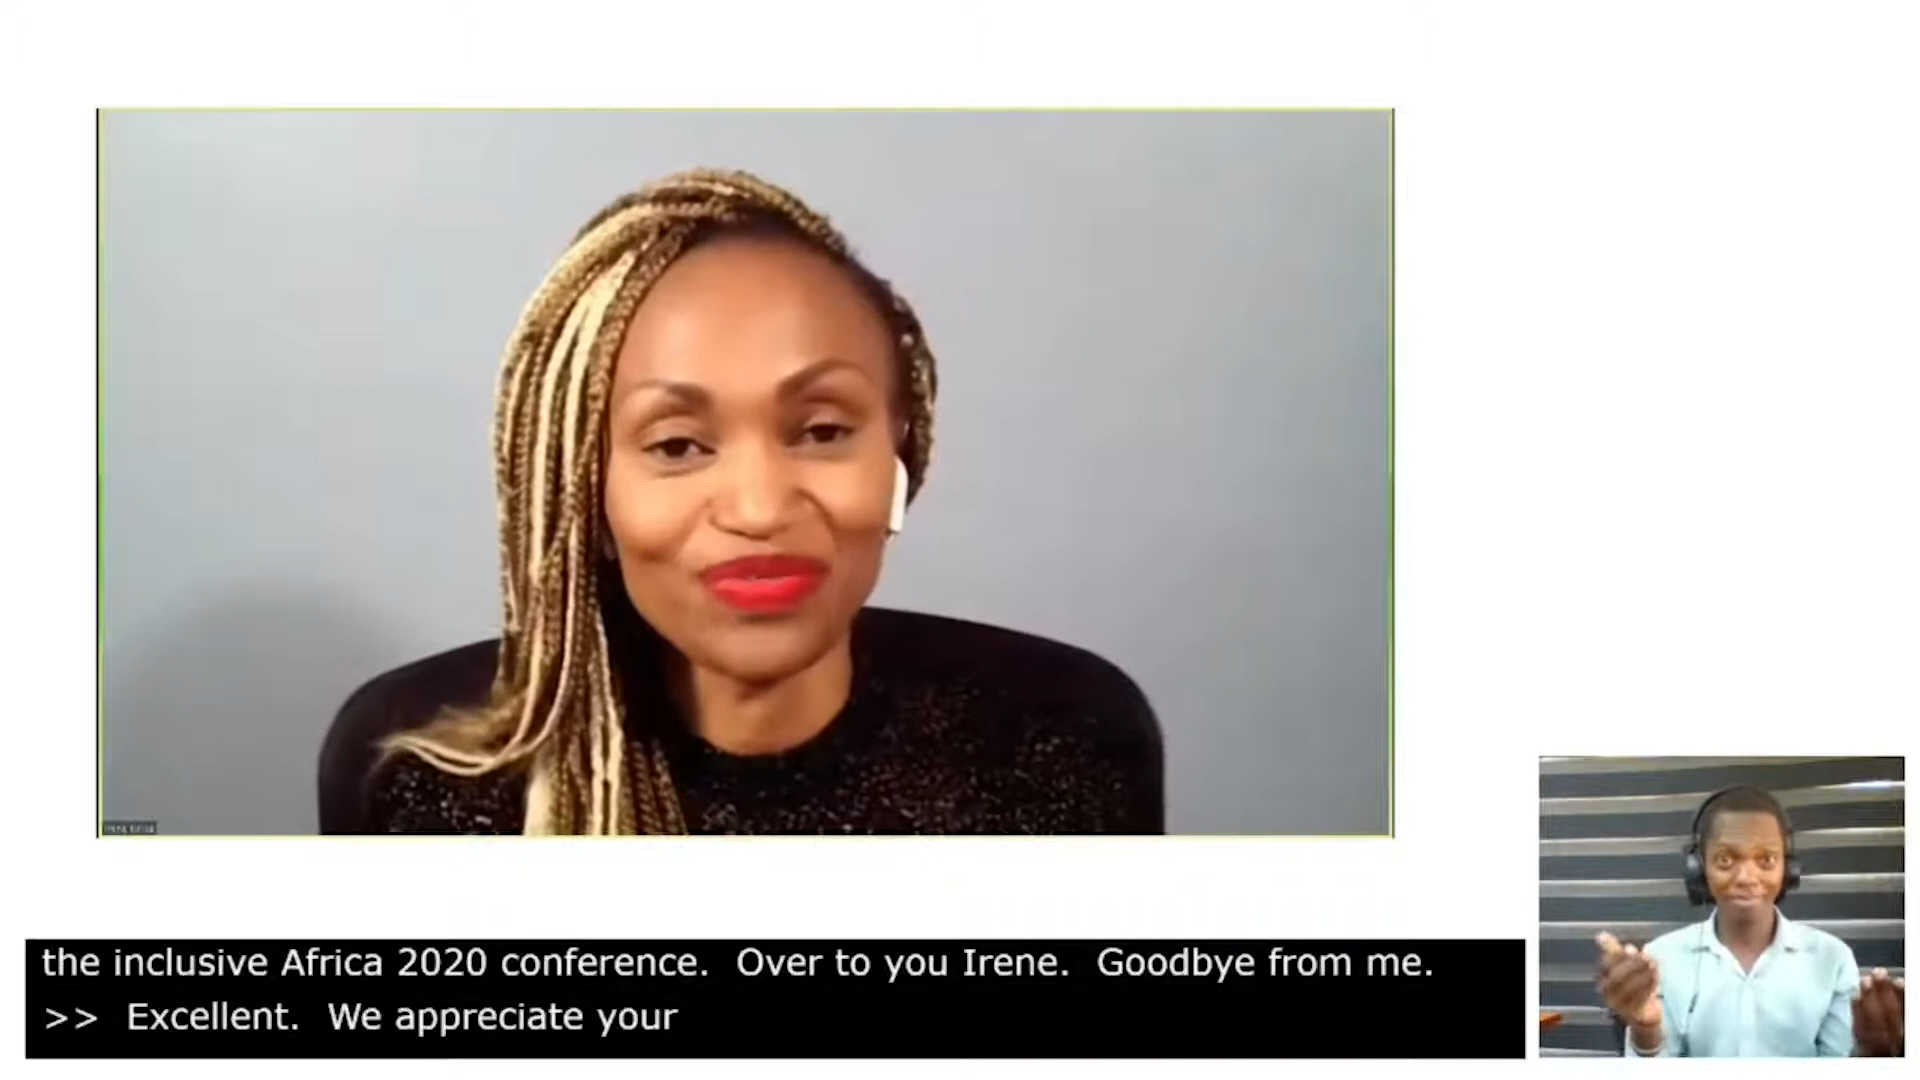 the inclusive Africa 2020 conference.  Over to you Irene.  Goodbye from me.
>>  Excellent.  We appreciate your